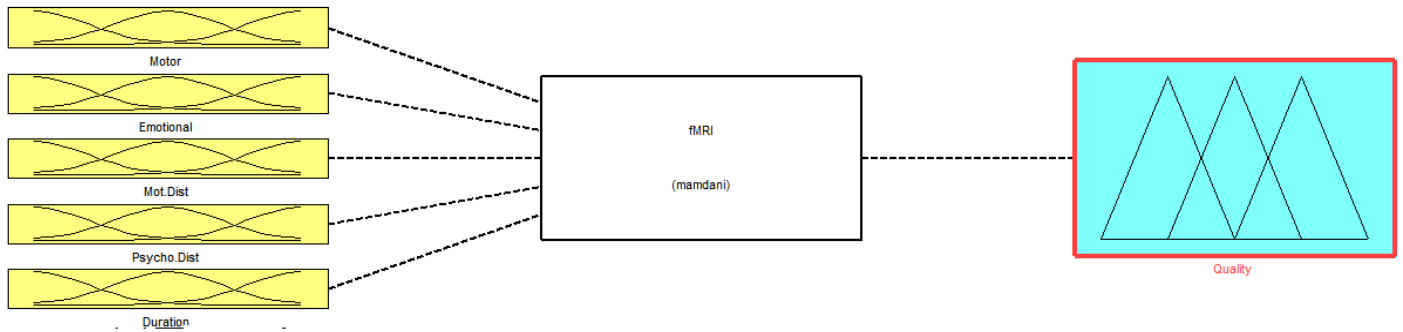 Motor
Emotional
Mot.Dist
Psycho.Dist
Duration
fMRI
(mamdani)
Quality